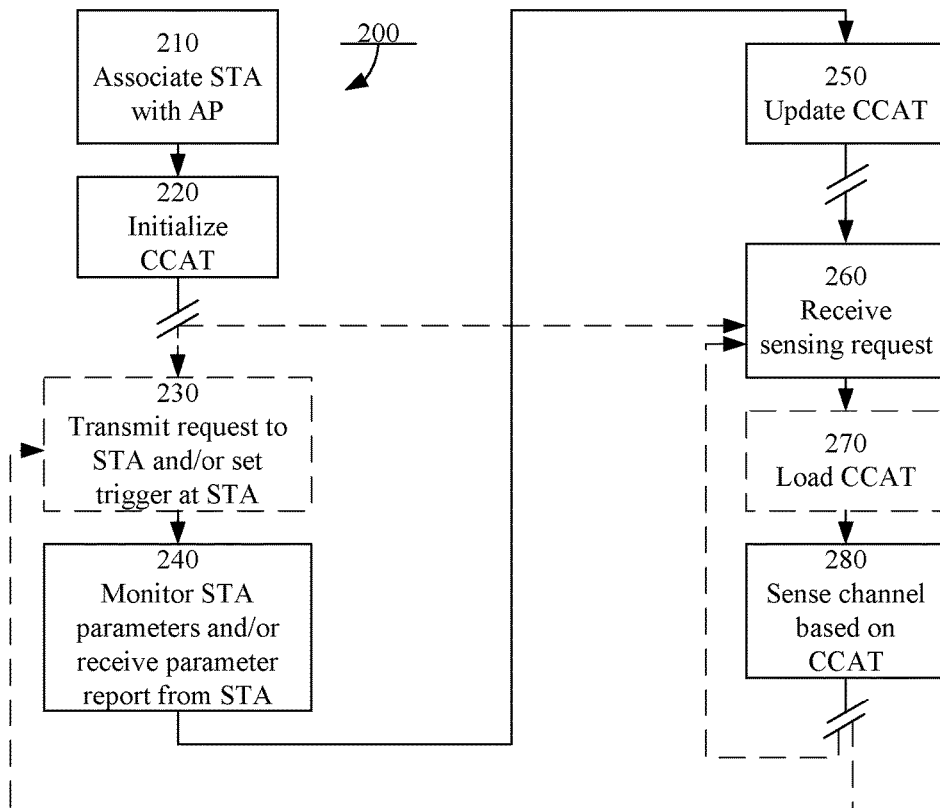 210
Associate STA
with AP
200
220
Initialize
CCAT
230
Transmit request to
STA and/or set
trigger at STA
240
Monitor STA
parameters and/or
receive parameter
report from STA
250
Update CCAT
260
Receive
sensing request
270
Load CCAT
280
Sense channel
based on
CCAT